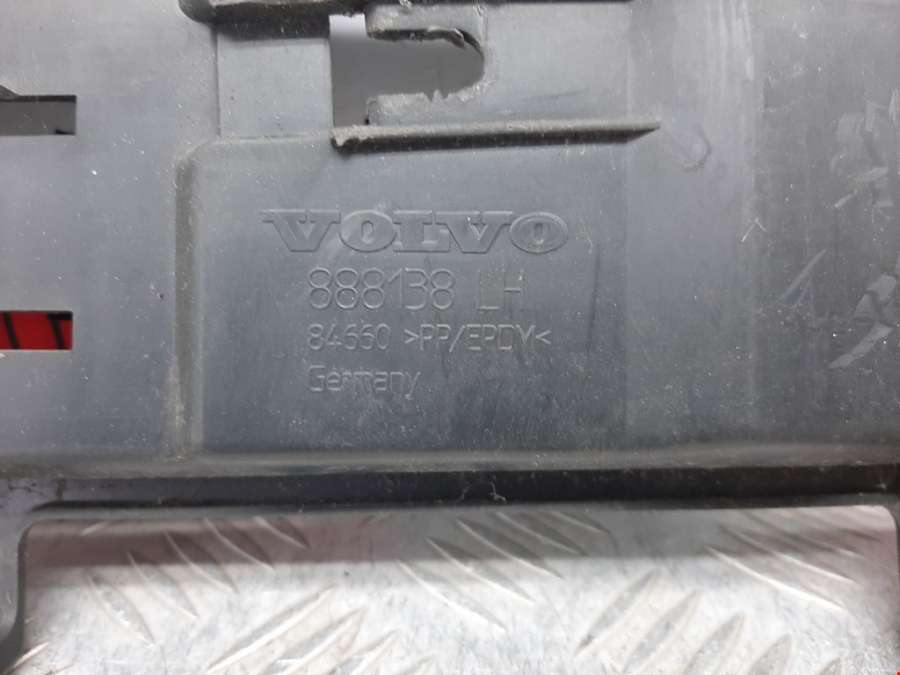 VOLVO
888138 LH
84660 >PP/EPDM<
Germany